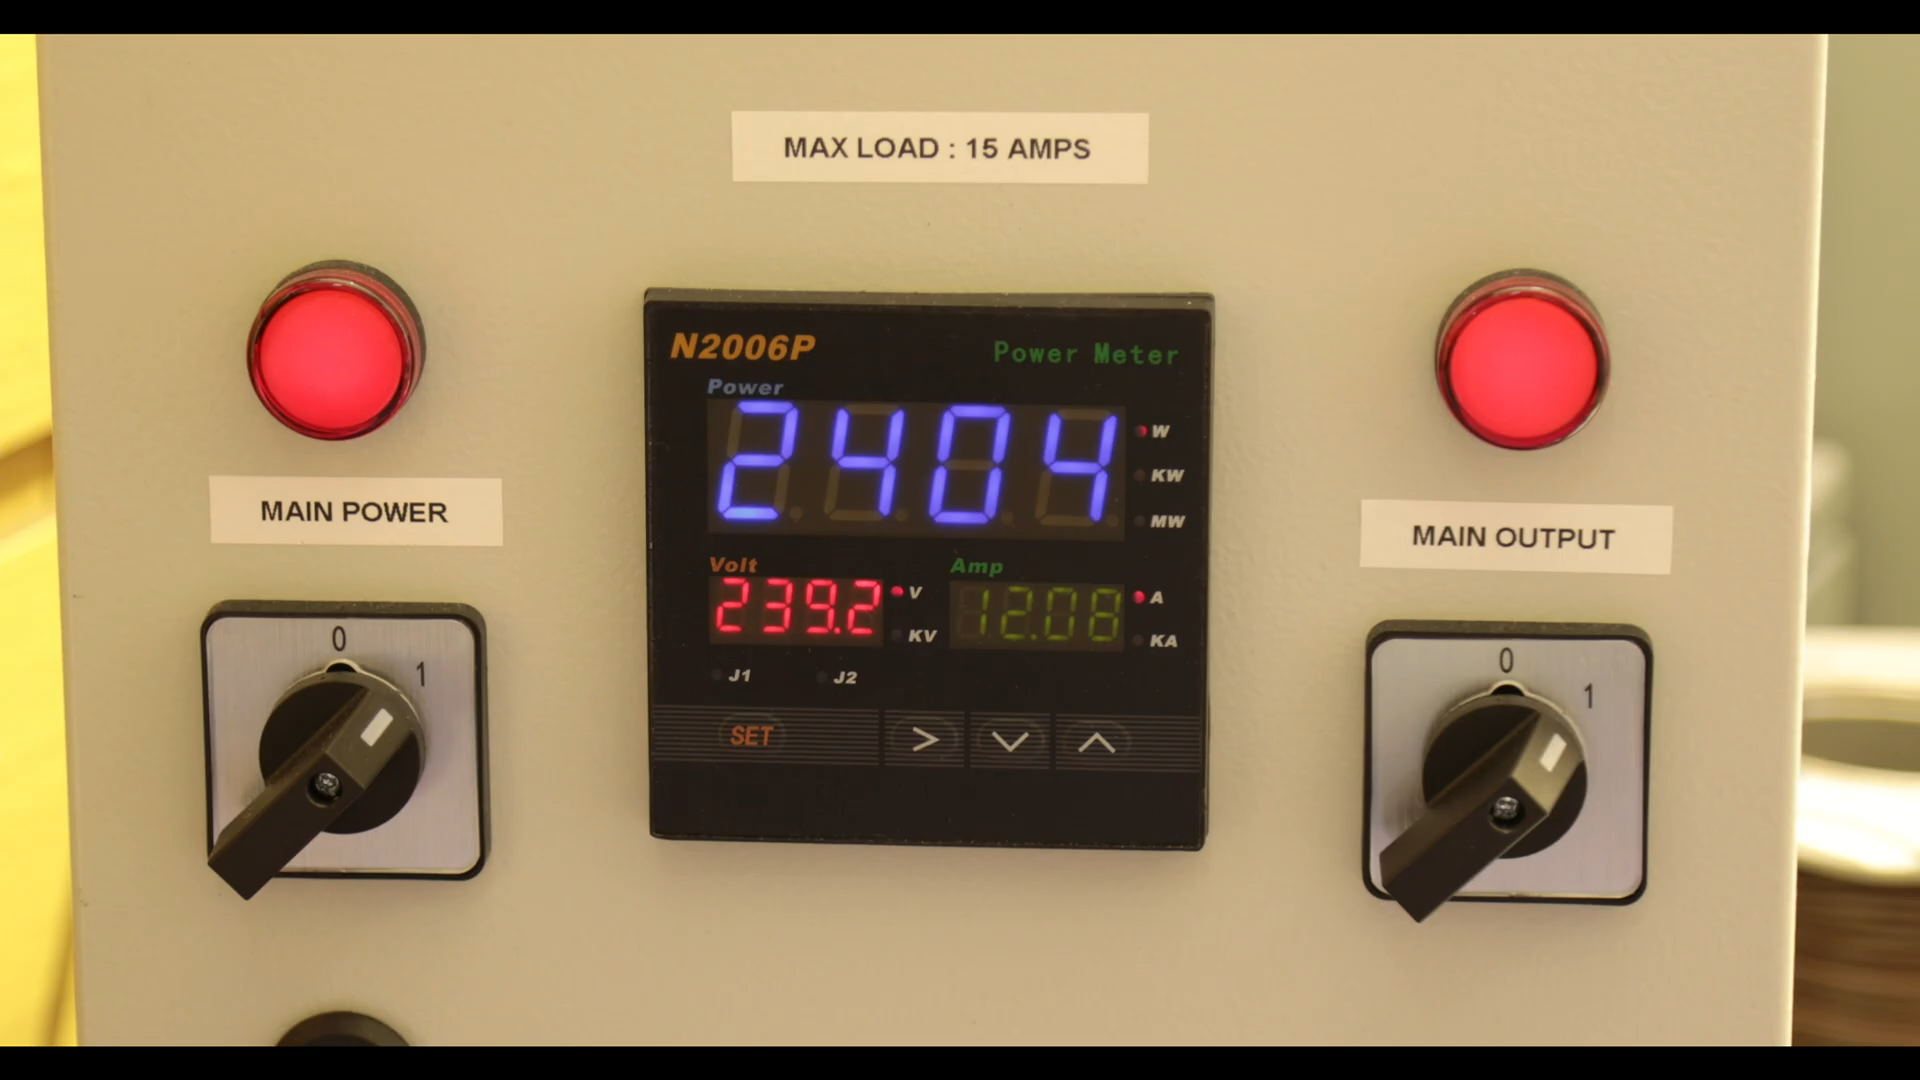 MAX LOAD : 15 AMPS
N2006P
Power Meter
Power
2404
W
KW
MW
MAIN POWER
MAIN OUTPUT
Volt
Amp
239.2
V
KV
12.08
A
KA
J1
J2
0
1
0
1
SET
>